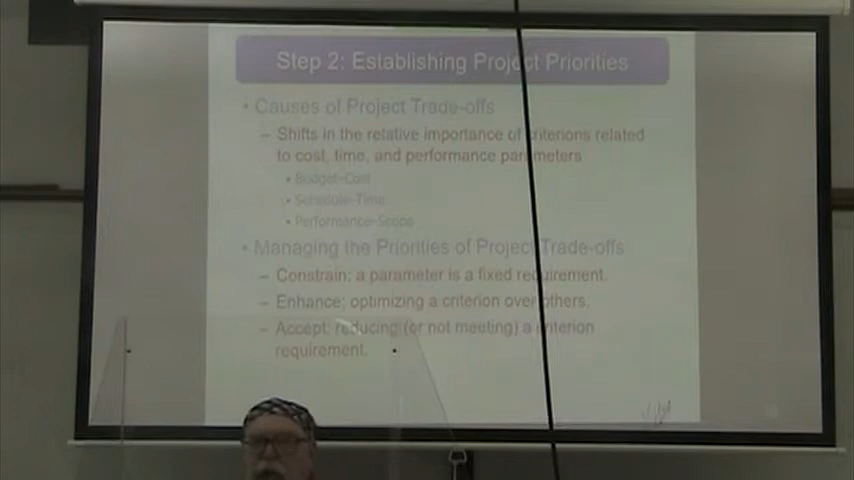 Step 2: Establishing Project Priorities
• Causes of Project Trade-offs
– Shifts in the relative importance of criterions related
to cost, time, and performance parameters
• Budget–Cost
• Schedule–Time
• Performance–Scope
• Managing the Priorities of Project Trade-offs
– Constrain: a parameter is a fixed requirement.
– Enhance: optimizing a criterion over others.
– Accept: reducing (or not meeting) a criterion
requirement.